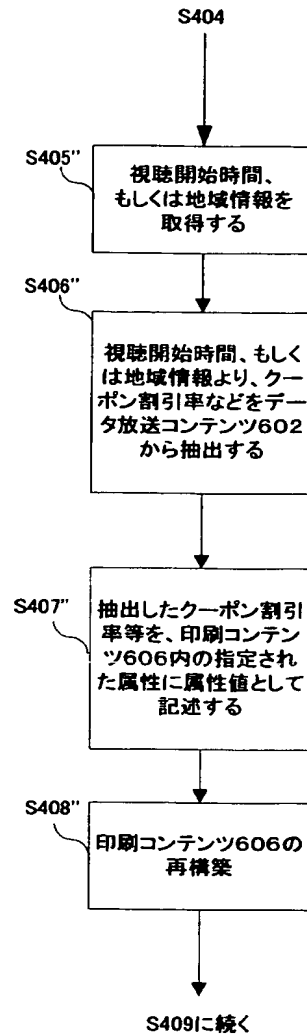 S404
S405''
視聴開始時間、
もしくは地域情報を
取得する
S406''
視聴開始時間、もしく
は地域情報より、クー
ポン割引率などをデー
タ放送コンテンツ602
から抽出する
S407''
抽出したクーポン割引
率等を、印刷コンテン
ツ606内の指定され
た属性に属性値として
記述する
S408''
印刷コンテンツ606の
再構築
S409に続く